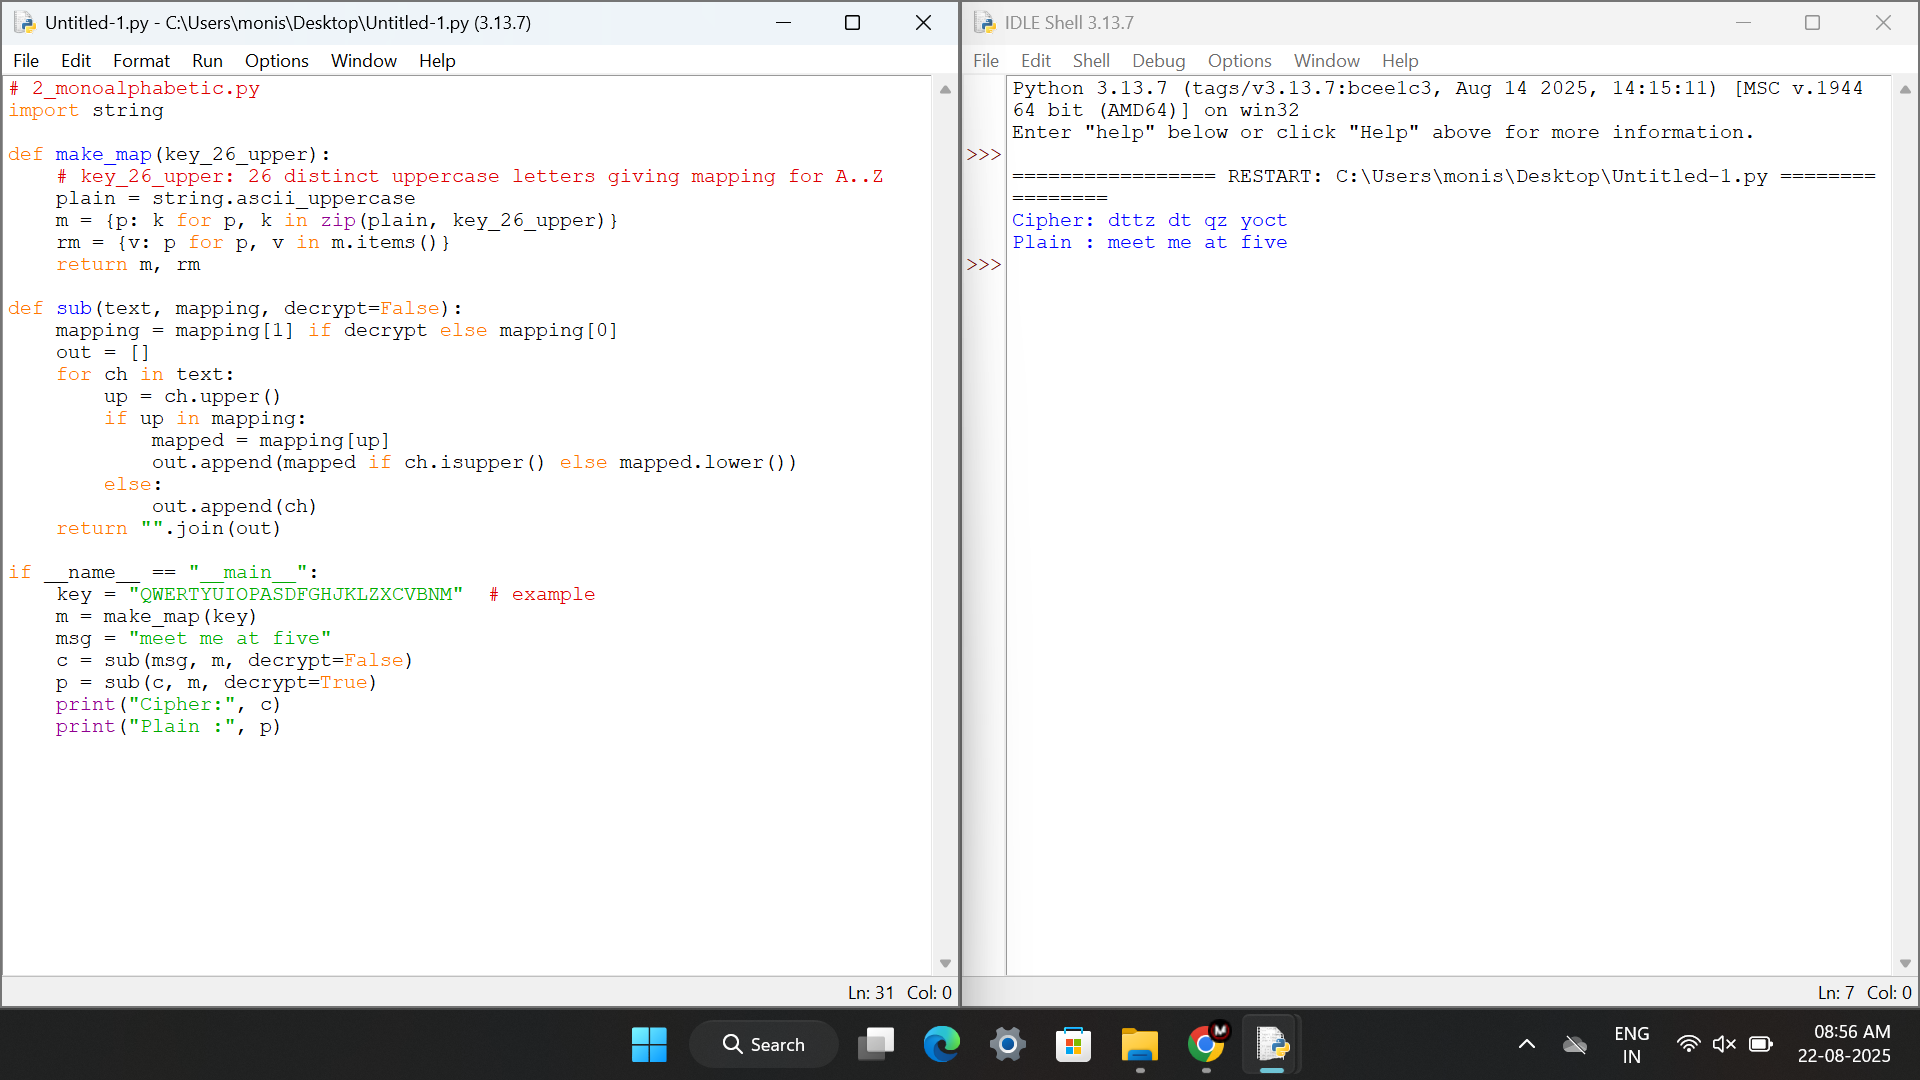 Untitled-1.py - C:\Users\monis\Desktop\Untitled-1.py (3.13.7)
File Edit Format Run Options Window Help
# 2_monoalphabetic.py
import string

def make_map(key_26_upper):
    # key_26_upper: 26 distinct uppercase letters giving mapping for A..Z
    plain = string.ascii_uppercase
    m = {p: k for p, k in zip(plain, key_26_upper)}
    rm = {v: p for p, v in m.items()}
    return m, rm

def sub(text, mapping, decrypt=False):
    mapping = mapping[1] if decrypt else mapping[0]
    out = []
    for ch in text:
        up = ch.upper()
        if up in mapping:
            mapped = mapping[up]
            out.append(mapped if ch.isupper() else mapped.lower())
        else:
            out.append(ch)
    return "".join(out)

if __name__ == "__main__":
    key = "QWERTYUIOPASDFGHJKLZXCVBNM"  # example
    m = make_map(key)
    msg = "meet me at five"
    c = sub(msg, m, decrypt=False)
    p = sub(c, m, decrypt=True)
    print("Cipher:", c)
    print("Plain :", p)
Ln: 31 Col: 0
IDLE Shell 3.13.7
File Edit Shell Debug Options Window Help
Python 3.13.7 (tags/v3.13.7:bcee1c3, Aug 14 2025, 14:15:11) [MSC v.1944
64 bit (AMD64)] on win32
Enter "help" below or click "Help" above for more information.
>>>
================= RESTART: C:\Users\monis\Desktop\Untitled-1.py ========
========
Cipher: dttz dt qz yoct
Plain : meet me at five
>>>
Ln: 7 Col: 0
Search
M
ENG
IN
08:56 AM
22-08-2025